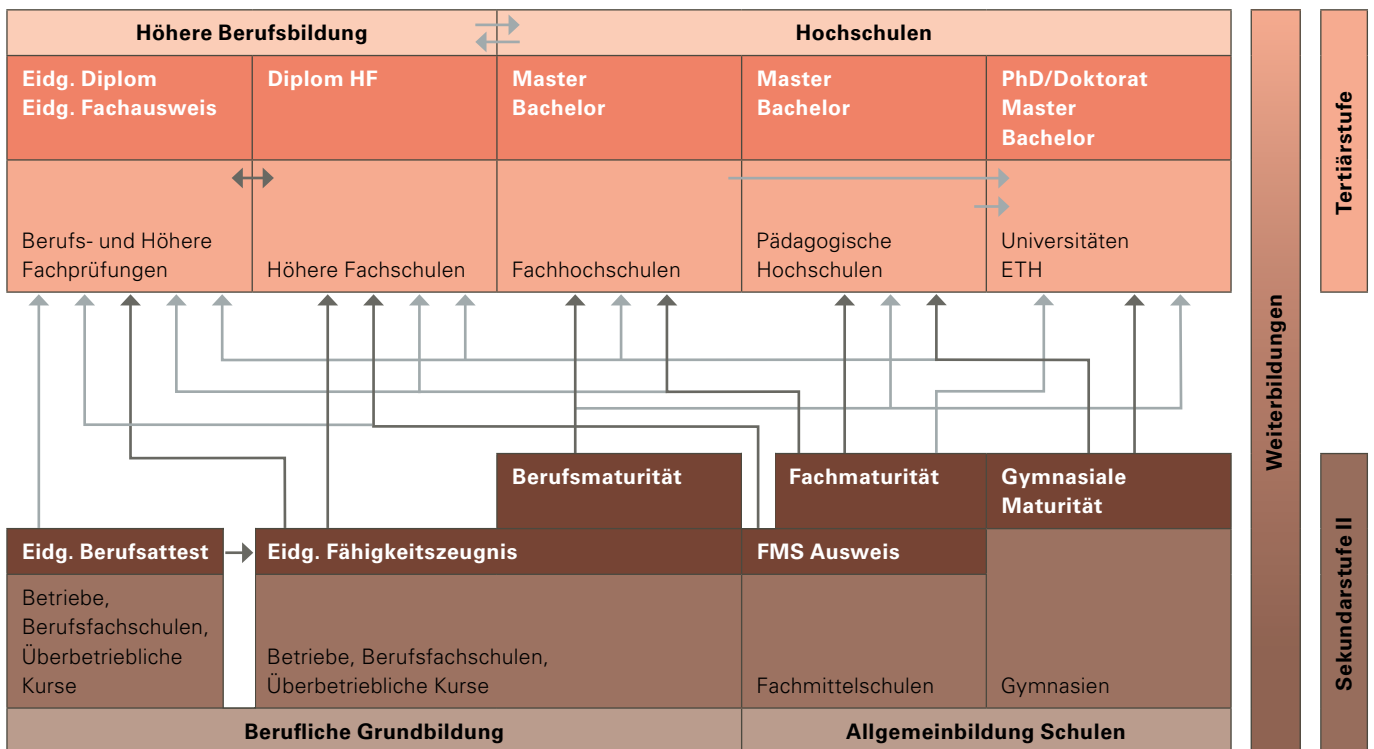 Höhere Berufsbildung
Hochschulen
Eidg. Diplom
Eidg. Fachausweis
Diplom HF
Master
Bachelor
Master
Bachelor
PhD/Doktorat
Master
Bachelor
Berufs- und Höhere
Fachprüfungen
Höhere Fachschulen
Fachhochschulen
Pädagogische
Hochschulen
Universitäten
ETH
Berufsmaturität
Fachmaturität
Gymnasiale
Maturität
Eidg. Berufsattest
Eidg. Fähigkeitszeugnis
FMS Ausweis
Betriebe,
Berufsfachschulen,
Überbetriebliche
Kurse
Betriebe, Berufsfachschulen,
Überbetriebliche Kurse
Fachmittelschulen
Gymnasien
Berufliche Grundbildung
Allgemeinbildung Schulen
Weiterbildungen
Tertiärstufe
Sekundarstufe II